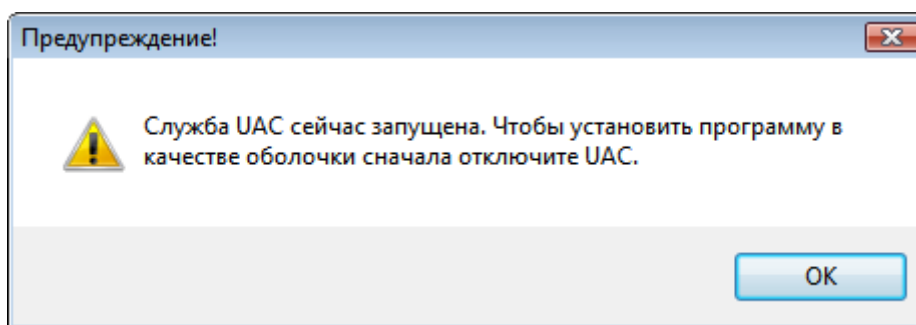 Предупреждение!
Служба UAC сейчас запущена. Чтобы установить программу в
качестве оболочки сначала отключите UAC.
OK